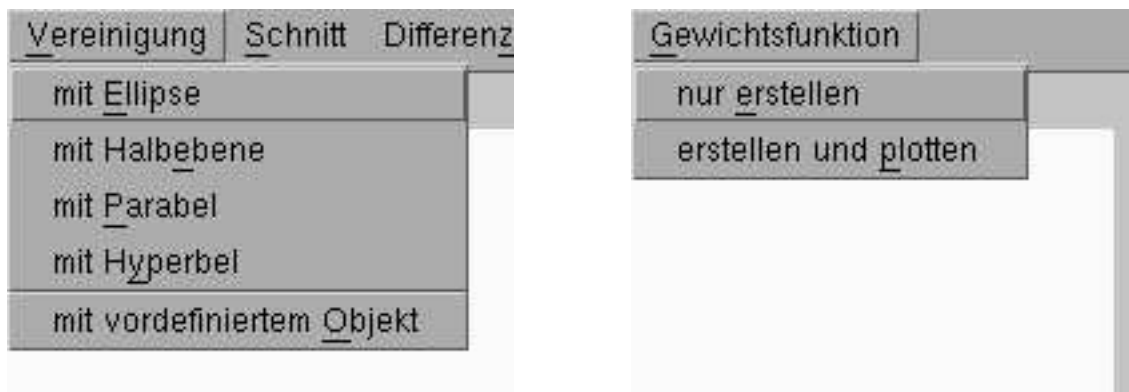 Vereinigung Schnitt Differenz
mit Ellipse
mit Halbebene
mit Parabel
mit Hyperbel
mit vordefiniertem Objekt
Gewichtsfunktion
nur erstellen
erstellen und plotten